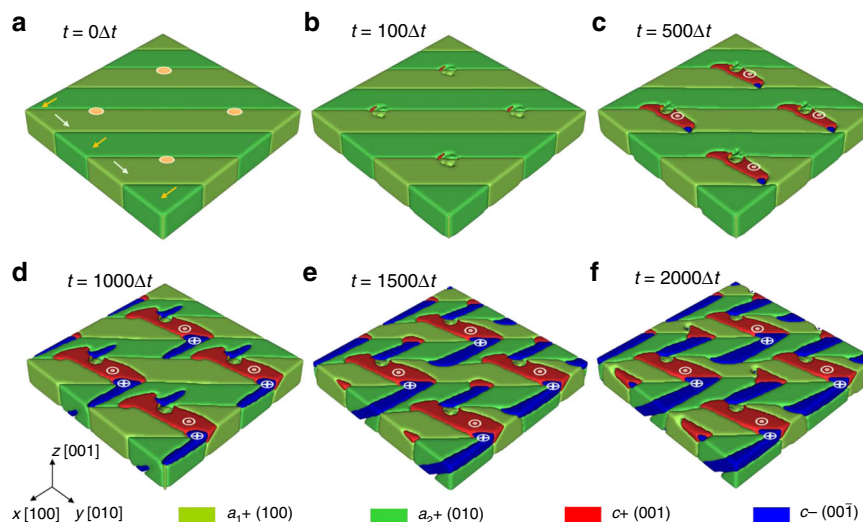 a t = 0Δt
b t = 100Δt
c t = 500Δt
d t = 1000Δt
e t = 1500Δt
f t = 2000Δt
z [001]
x [100] y [010]
a₁+ (100) a₂+ (010) c+ (001) c− (001̄)